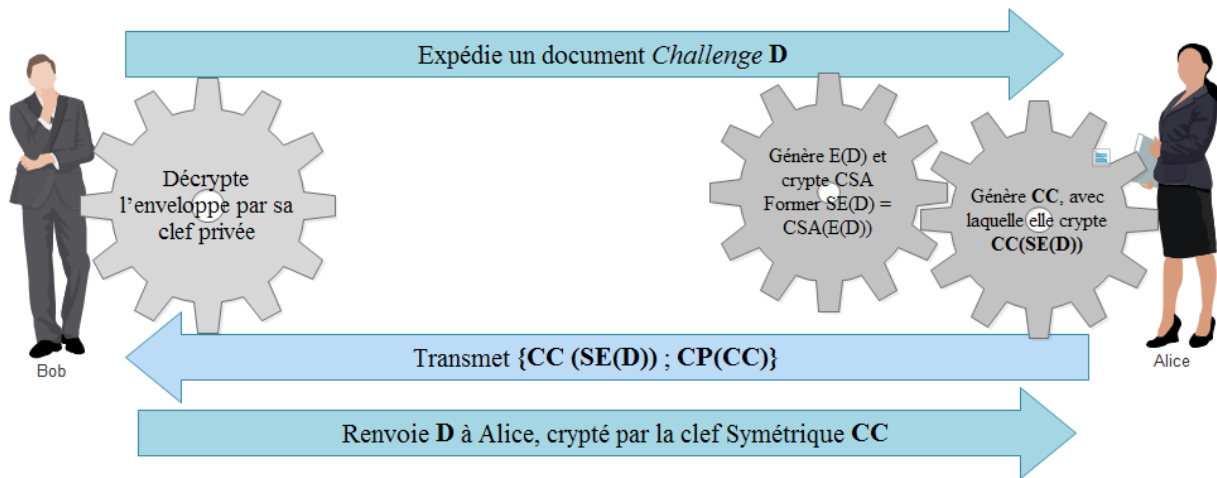 Expédie un document Challenge D
Décrypte
l’enveloppe par sa
clef privée
Génère E(D) et
crypte CSA
Former SE(D) =
CSA(E(D))
Génère CC, avec
laquelle elle crypte
CC(SE(D))
Transmet {CC (SE(D)) ; CP(CC)}
Bob
Alice
Renvoie D à Alice, crypté par la clef Symétrique CC